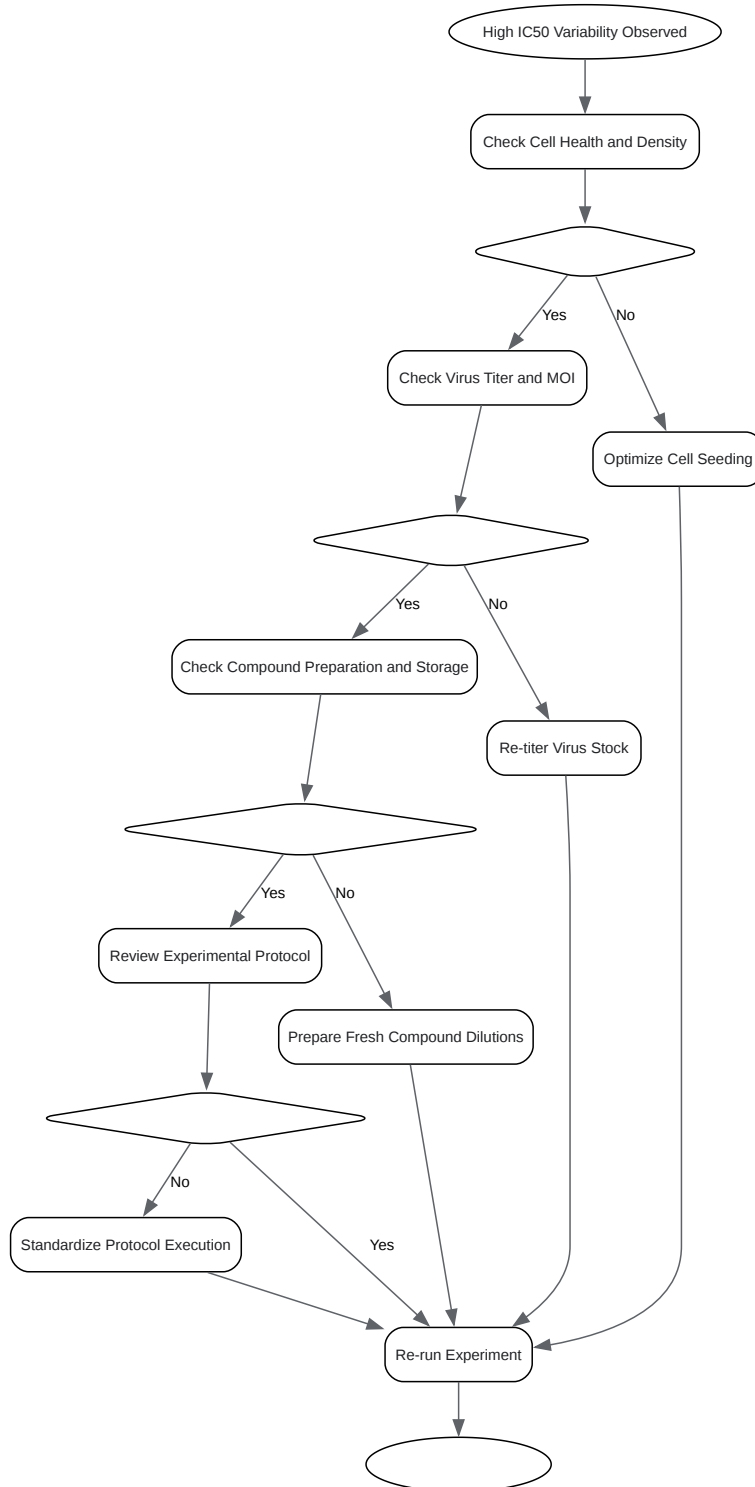 High IC50 Variability Observed
Check Cell Health and Density
Yes
No
Check Virus Titer and MOI
Optimize Cell Seeding
Yes
No
Check Compound Preparation and Storage
Re-titer Virus Stock
Yes
No
Review Experimental Protocol
Prepare Fresh Compound Dilutions
No
Standardize Protocol Execution
Yes
Re-run Experiment